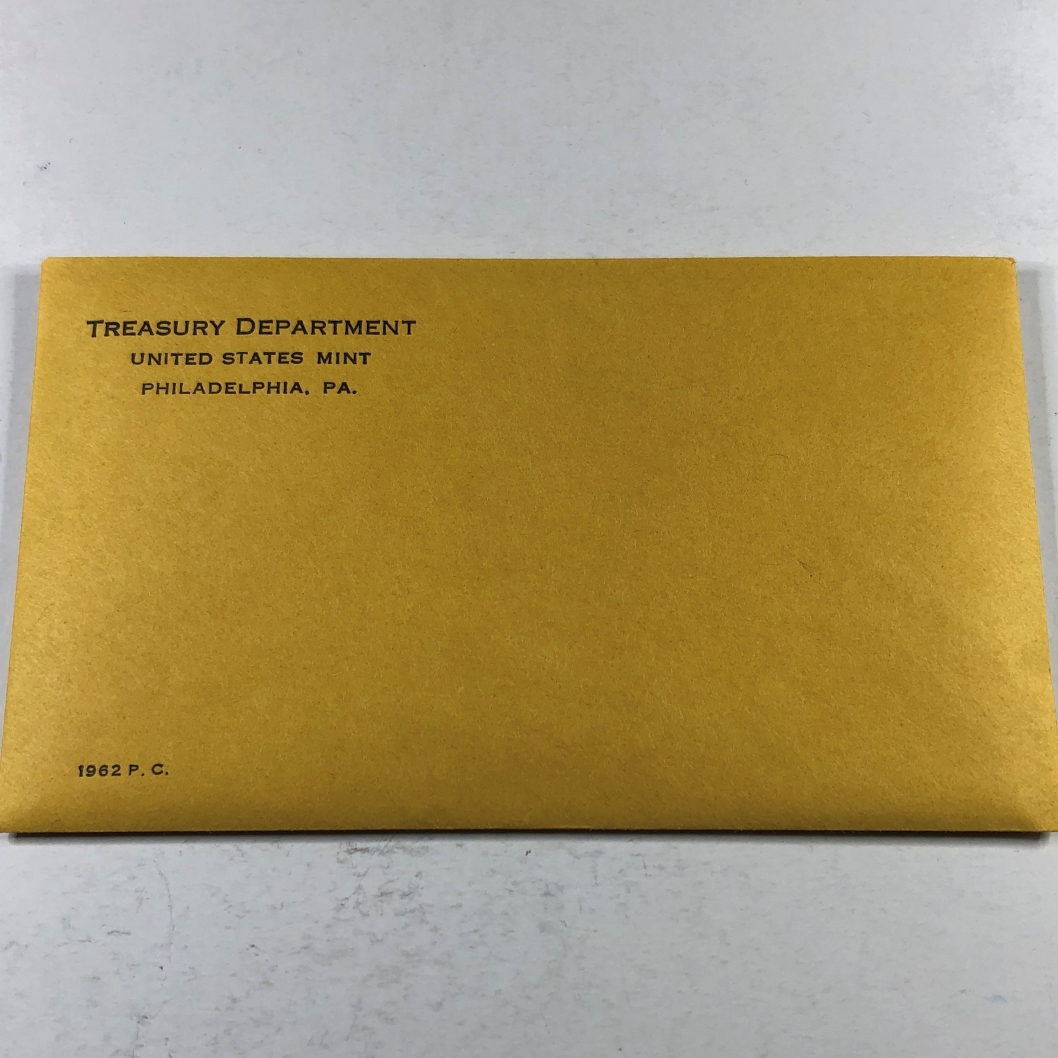 TREASURY DEPARTMENT
UNITED STATES MINT
PHILADELPHIA, PA.
1962 P. C.